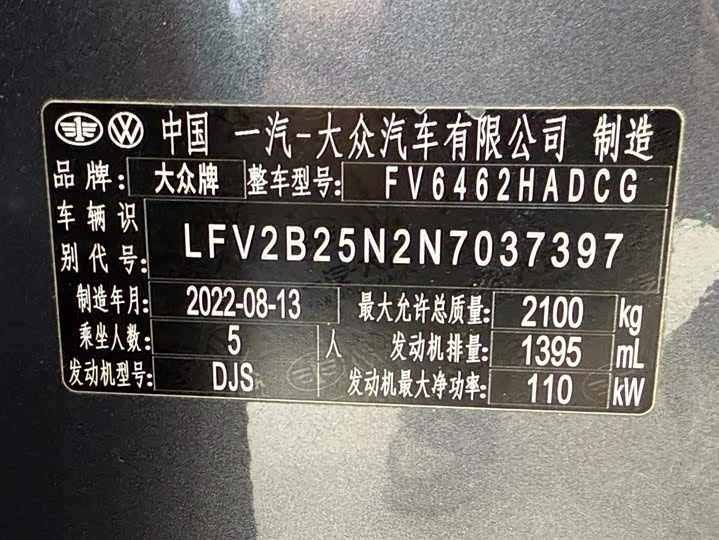 中国 一汽-大众汽车有限公司 制造
品牌: 大众牌 整车型号: FV6462HADCG
车辆识别代号: LFV2B25N2N7037397
制造年月: 2022-08-13 最大允许总质量: 2100 kg
乘坐人数: 5 人 发动机排量: 1395 mL
发动机型号: DJS 发动机最大净功率: 110 kW